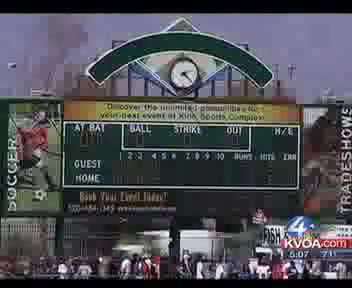 Discover the unlimited possibilities for
your next event at Kino Sports Complex
AT BAT BALL STRIKE OUT H/E
1 2 3 4 5 6 7 8 9 10 RUNS HITS ERR
GUEST
HOME
Book Your Event Today!
SOCCER
TRADESHOWS
4
KVOA.com
5:07 71°